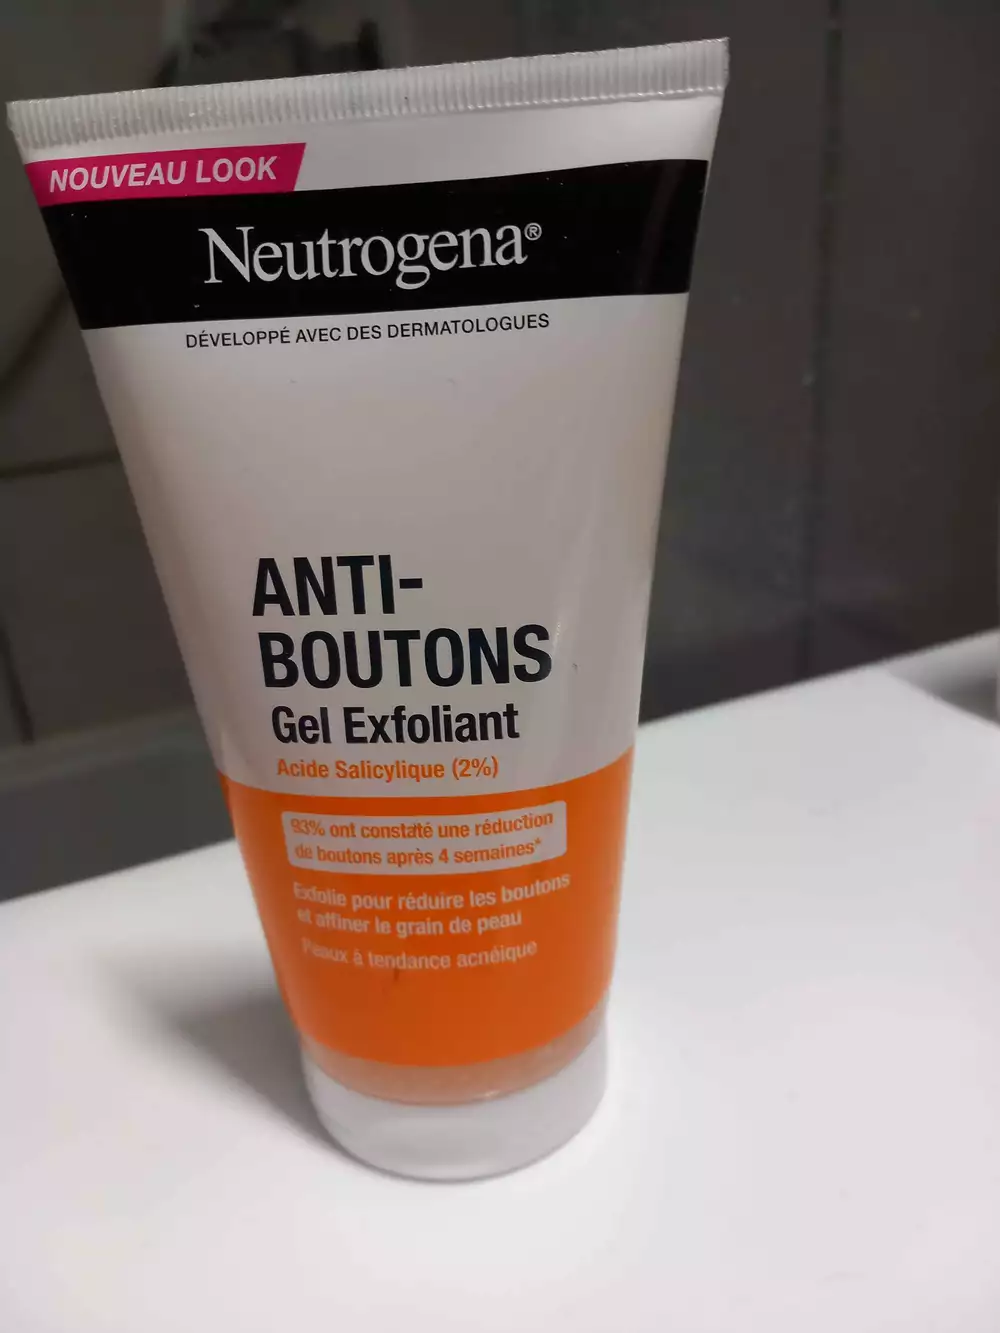 NOUVEAU LOOK
Neutrogena®
DÉVELOPPÉ AVEC DES DERMATOLOGUES
ANTI-
BOUTONS
Gel Exfoliant
Acide Salicylique (2%)
93% ont constaté une réduction
de boutons après 4 semaines*
Exfolie pour réduire les boutons
et affiner le grain de peau
Peaux à tendance acnéique